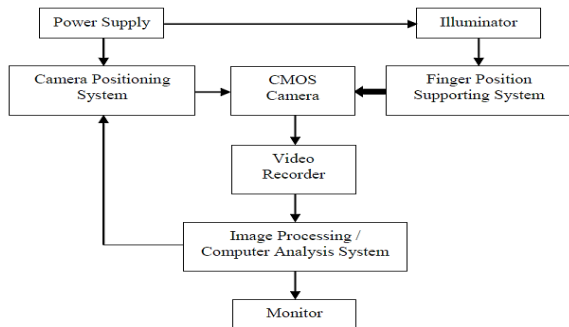 Power Supply
Illuminator
Camera Positioning
System
CMOS
Camera
Finger Position
Supporting System
Video
Recorder
Image Processing /
Computer Analysis System
Monitor